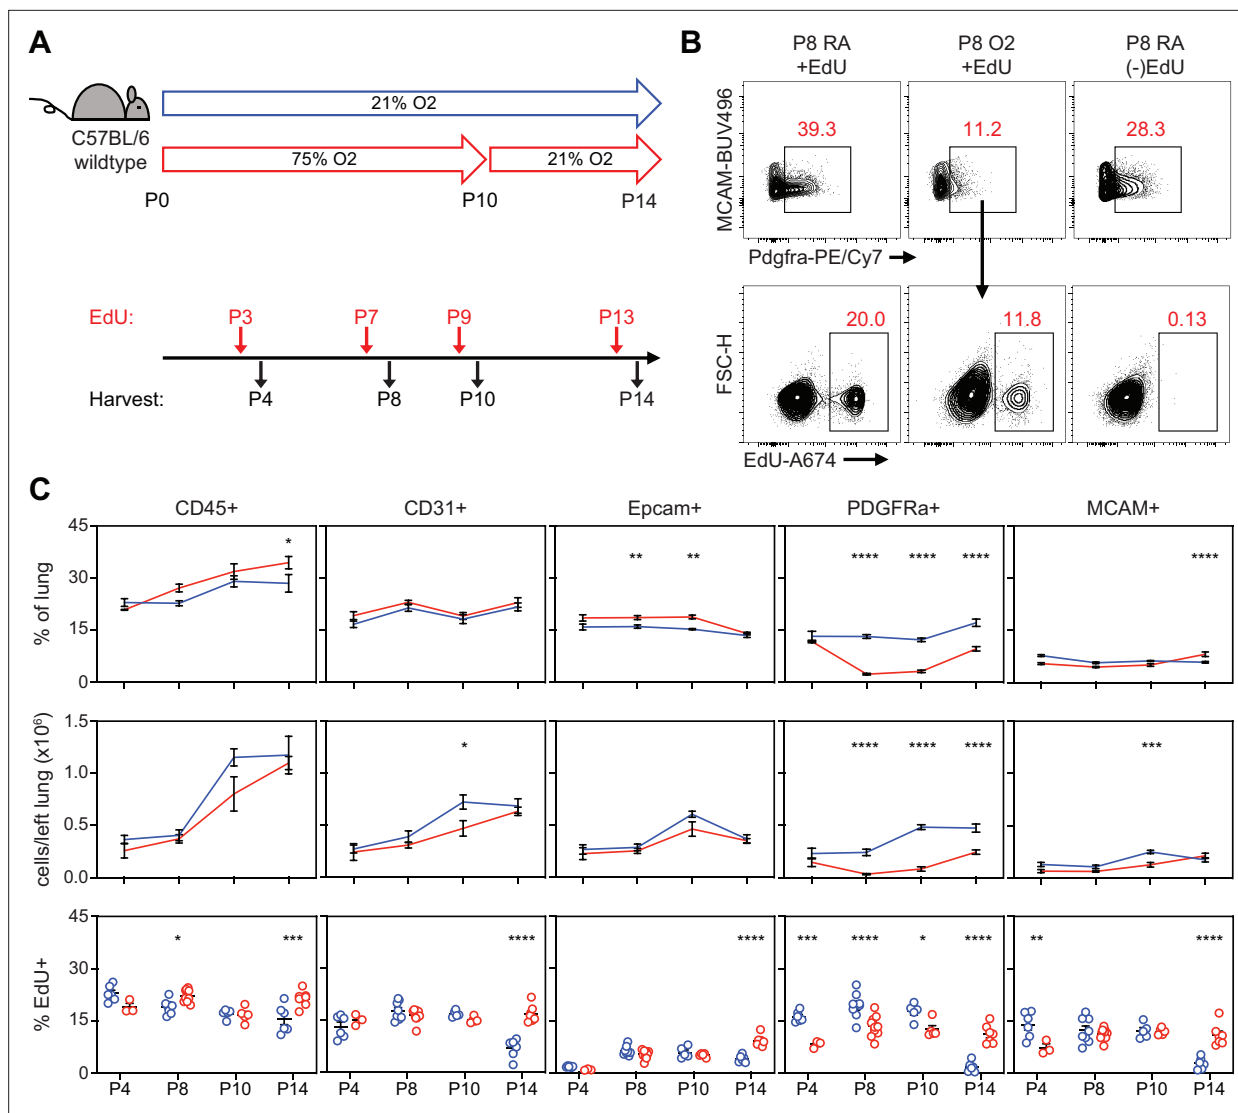 A
21% O2
C57BL/6
wildtype
75% O2
21% O2
P0
P10
P14
EdU:
P3
P7
P9
P13
Harvest:
P4
P8
P10
P14
B
P8 RA
+EdU
P8 O2
+EdU
P8 RA
(-)EdU
MCAM-BUV496
39.3
11.2
28.3
Pdgfra-PE/Cy7
FSC-H
20.0
11.8
0.13
EdU-A674
C
CD45+
CD31+
Epcam+
PDGFRa+
MCAM+
% of lung
45
30
15
0
*
**
**
****
****
****
****
cells/left lung (x10⁶)
1.5
1.0
0.5
0.0
*
****
****
****
***
% EdU+
45
30
15
0
*
***
****
****
***
****
*
****
**
****
P4
P8
P10
P14
P4
P8
P10
P14
P4
P8
P10
P14
P4
P8
P10
P14
P4
P8
P10
P14